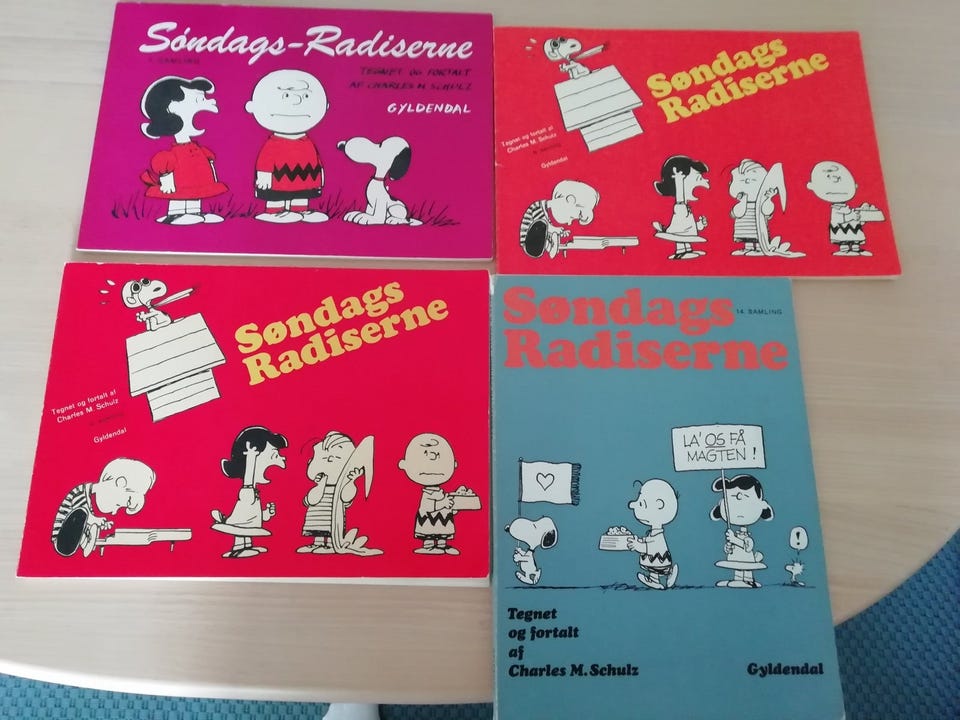 Søndags-Radiserne
SAMLING
TEGNET OG FORTALT
AF CHARLES M. SCHULZ
GYLDENDAL
Søndags
Radiserne
Tegnet og fortalt af
Charles M. Schulz
Gyldendal
Søndags
Radiserne
Tegnet og fortalt af
Charles M. Schulz
Gyldendal
Søndags
14. SAMLING
Radiserne
LA' OS FÅ
MAGTEN !
!
Tegnet
og fortalt
af
Charles M. Schulz
Gyldendal